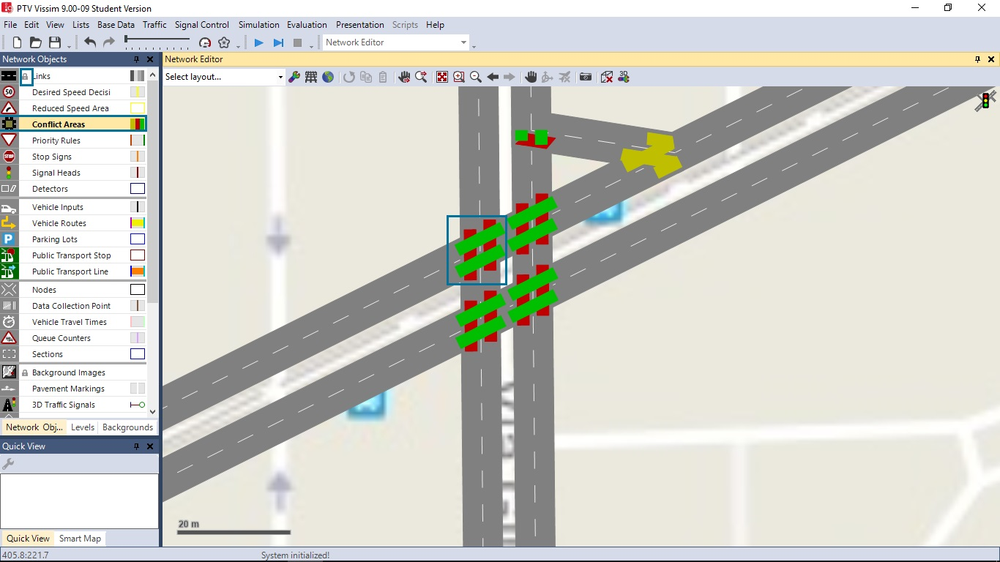 PTV Vissim 9.00-09 Student Version
File Edit View Lists Base Data Traffic Signal Control Simulation Evaluation Presentation Scripts Help
Network Editor
Network Objects
Network Editor
Select layout...
3D
Links
50 Desired Speed Decisi
Reduced Speed Area
Conflict Areas
Priority Rules
STOP Stop Signs
Signal Heads
Detectors
Vehicle Inputs
Vehicle Routes
P Parking Lots
Public Transport Stop
Public Transport Line
Nodes
Data Collection Point
Vehicle Travel Times
Queue Counters
Sections
Background Images
Pavement Markings
3D Traffic Signals
Network Obj... Levels Backgrounds
Quick View
20 m
Quick View Smart Map
405.8:221.7 System initialized!